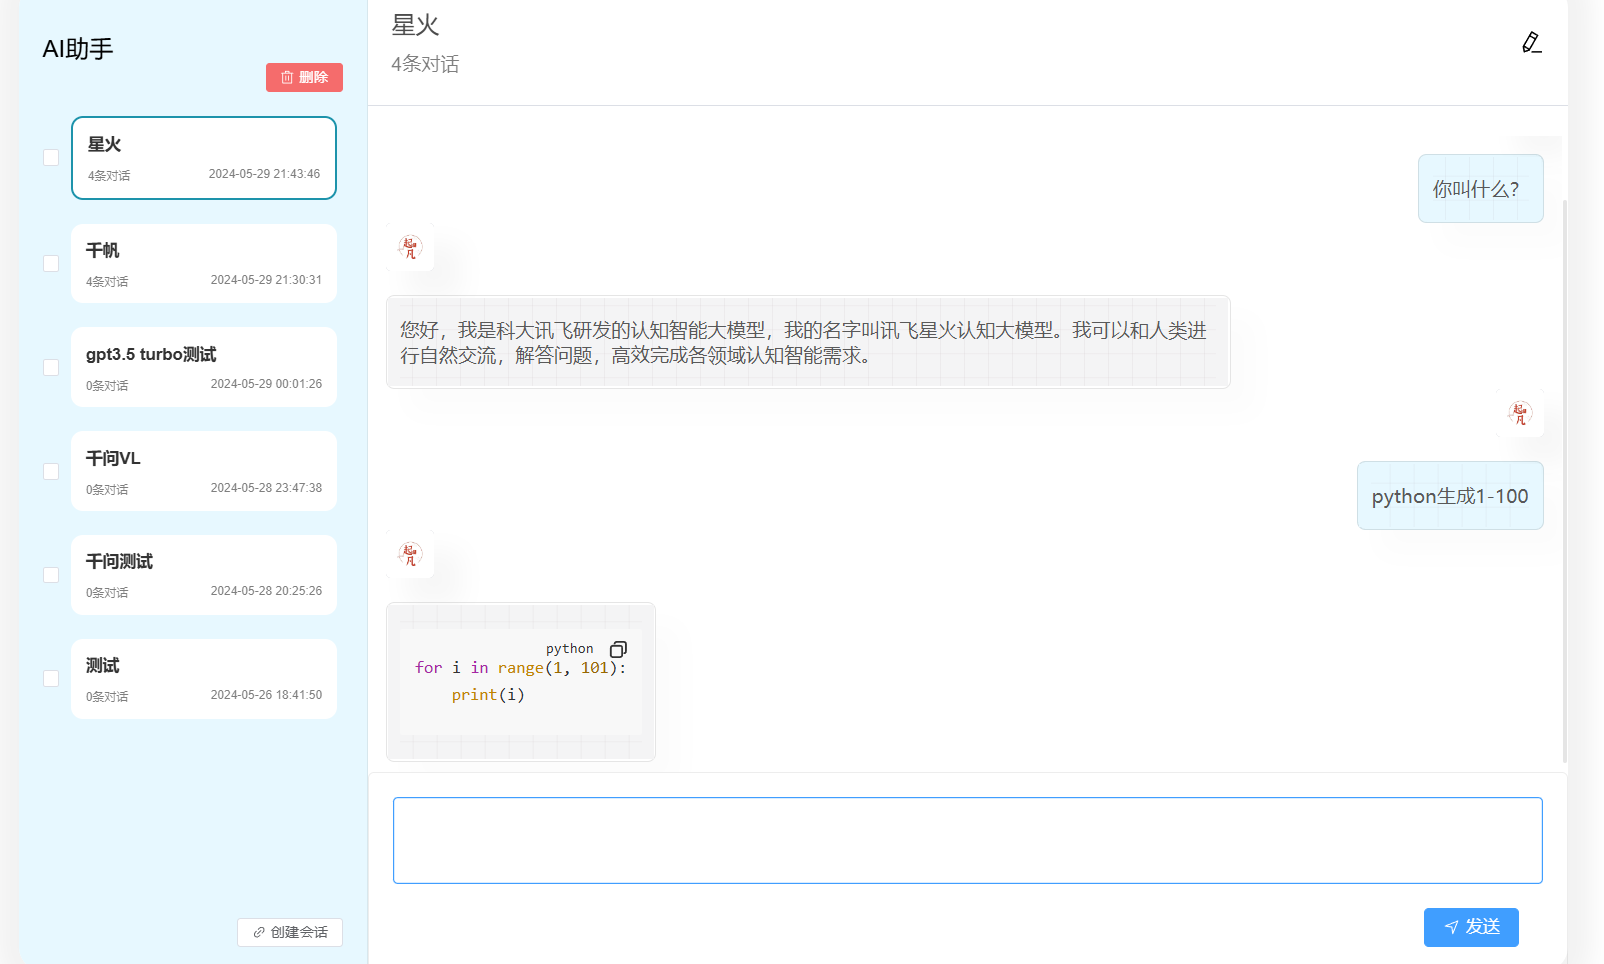 AI助手
删除
星火
4条对话
2024-05-29 21:43:46
千帆
4条对话
2024-05-29 21:30:31
gpt3.5 turbo测试
0条对话
2024-05-29 00:01:26
千问VL
0条对话
2024-05-28 23:47:38
千问测试
0条对话
2024-05-28 20:25:26
测试
0条对话
2024-05-26 18:41:50
创建会话
星火
4条对话
你叫什么?
您好，我是科大讯飞研发的认知智能大模型，我的名字叫讯飞星火认知大模型。我可以和人类进
行自然交流，解答问题，高效完成各领域认知智能需求。
python生成1-100
python
for i in range(1, 101):
    print(i)
发送